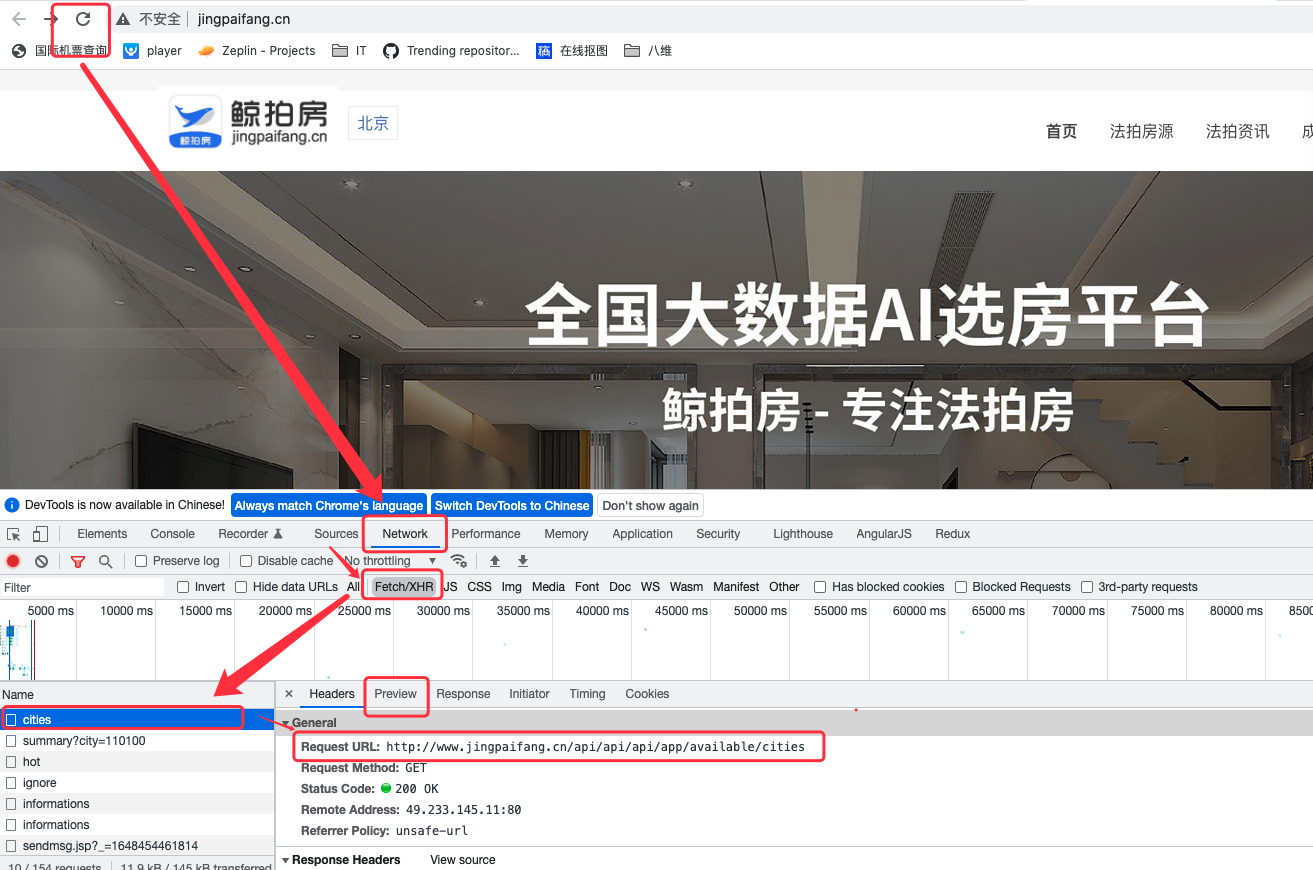 不安全 jingpaifang.cn
国际机票查询 player Zeplin - Projects IT Trending repositor... 稿 在线抠图 八维
鲸拍房
jingpaifang.cn
鲸拍房
北京
首页 法拍房源 法拍资讯 成
全国大数据AI选房平台
鲸拍房 - 专注法拍房
DevTools is now available in Chinese! Always match Chrome's language Switch DevTools to Chinese Don't show again
Elements Console Recorder Sources Network Performance Memory Application Security Lighthouse AngularJS Redux
Preserve log Disable cache No throttling
Filter Invert Hide data URLs All Fetch/XHR JS CSS Img Media Font Doc WS Wasm Manifest Other Has blocked cookies Blocked Requests 3rd-party requests
5000 ms 10000 ms 15000 ms 20000 ms 25000 ms 30000 ms 35000 ms 40000 ms 45000 ms 50000 ms 55000 ms 60000 ms 65000 ms 70000 ms 75000 ms 80000 ms 8500
Name × Headers Preview Response Initiator Timing Cookies
cities
summary?city=110100
hot
ignore
informations
informations
sendmsg.jsp?_=1648454461814
10 / 154 requests 11.9 kB / 145 kB transferred
General
Request URL: http://www.jingpaifang.cn/api/api/api/app/available/cities
Request Method: GET
Status Code: 200 OK
Remote Address: 49.233.145.11:80
Referrer Policy: unsafe-url
Response Headers View source